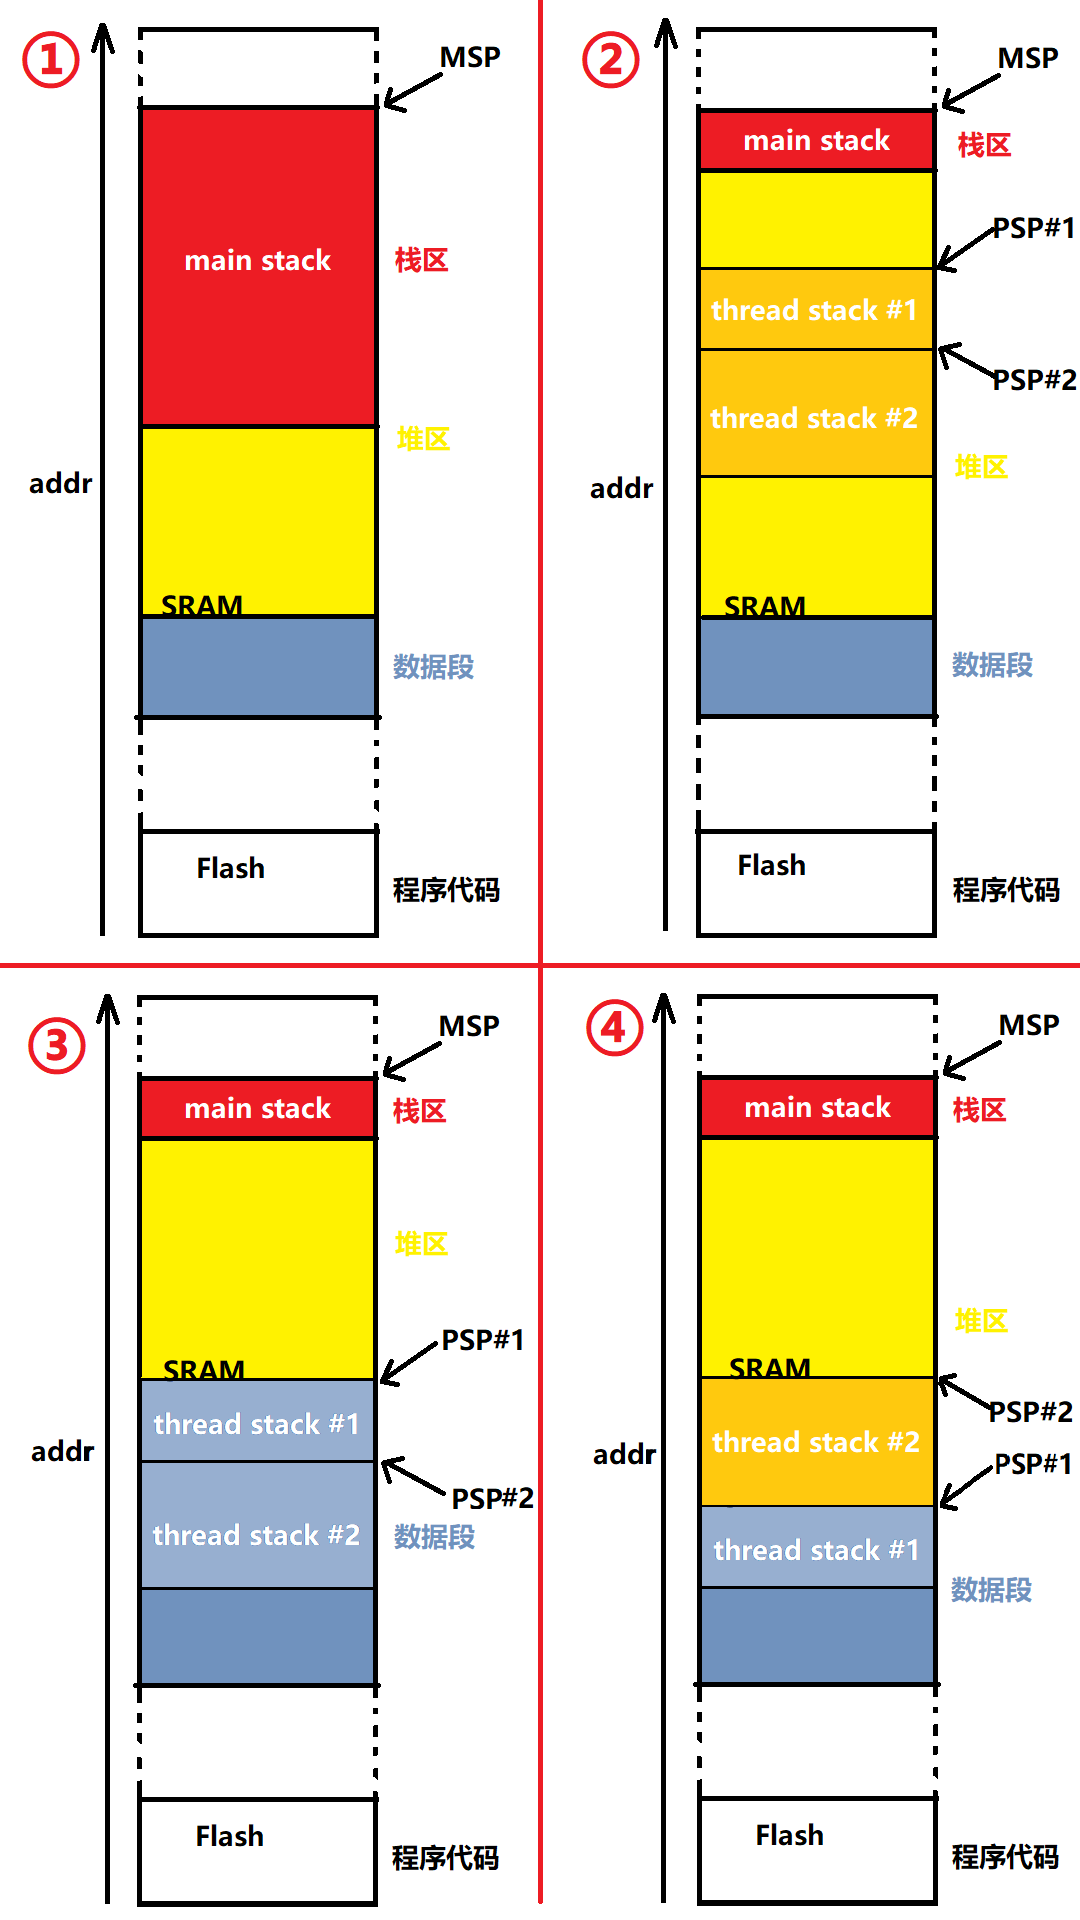 ①
MSP
main stack
栈区
堆区
addr
SRAM
数据段
Flash
程序代码
②
MSP
main stack
栈区
PSP#1
thread stack #1
PSP#2
thread stack #2
堆区
addr
SRAM
数据段
Flash
程序代码
③
MSP
main stack
栈区
堆区
PSP#1
SRAM
thread stack #1
addr
PSP#2
thread stack #2
数据段
Flash
程序代码
④
MSP
main stack
栈区
堆区
SRAM
PSP#2
thread stack #2
addr
PSP#1
thread stack #1
数据段
Flash
程序代码